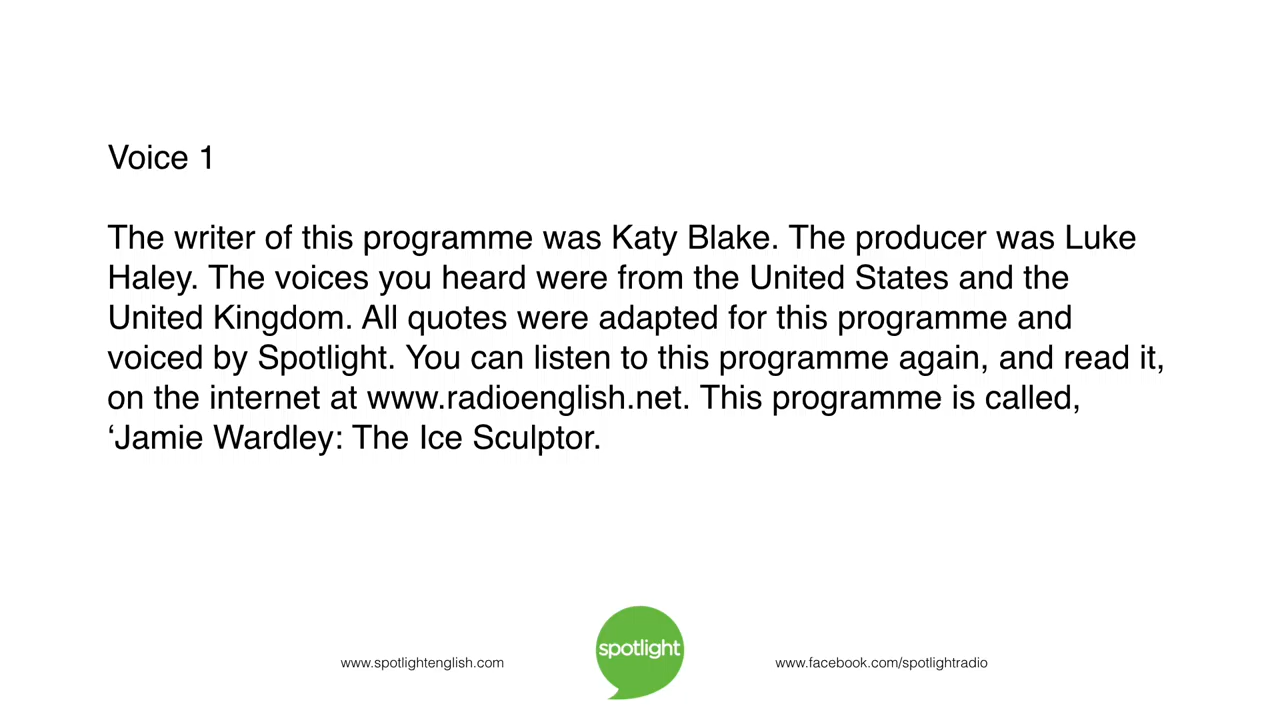 Voice 1
The writer of this programme was Katy Blake. The producer was Luke
Haley. The voices you heard were from the United States and the
United Kingdom. All quotes were adapted for this programme and
voiced by Spotlight. You can listen to this programme again, and read it,
on the internet at www.radioenglish.net. This programme is called,
‘Jamie Wardley: The Ice Sculptor.
www.spotlightenglish.com
spotlight
www.facebook.com/spotlightradio